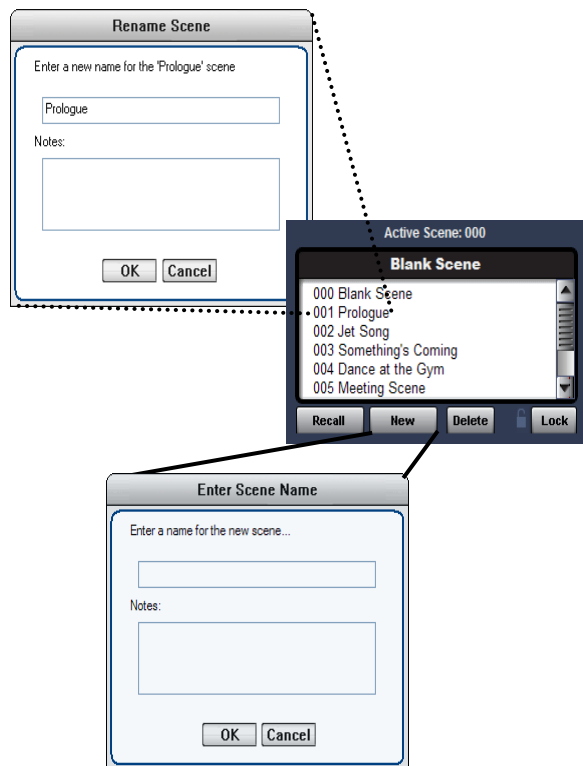 Rename Scene
Enter a new name for the 'Prologue' scene
Prologue
Notes:
OK Cancel
Active Scene: 000
Blank Scene
000 Blank Scene
001 Prologue
002 Jet Song
003 Something's Coming
004 Dance at the Gym
005 Meeting Scene
Recall New Delete Lock
Enter Scene Name
Enter a name for the new scene...
Notes:
OK Cancel